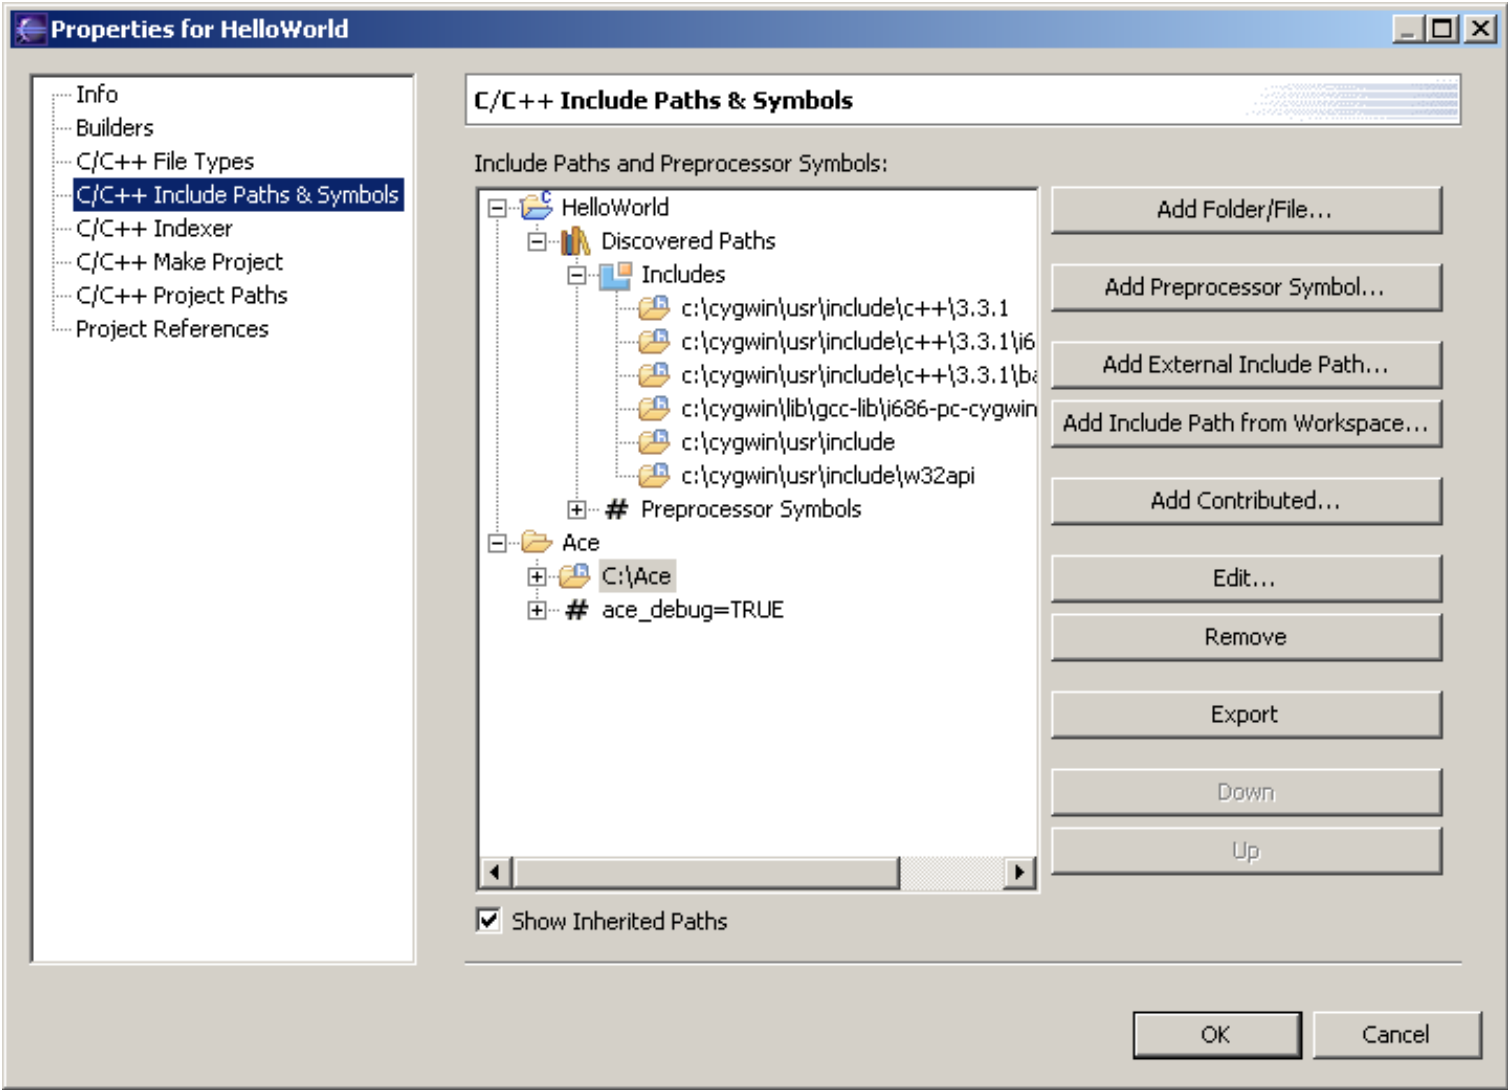 Properties for HelloWorld
Info
Builders
C/C++ File Types
C/C++ Include Paths & Symbols
C/C++ Indexer
C/C++ Make Project
C/C++ Project Paths
Project References
C/C++ Include Paths & Symbols
Include Paths and Preprocessor Symbols:
HelloWorld
Discovered Paths
Includes
c:\cygwin\usr\include\c++\3.3.1
c:\cygwin\usr\include\c++\3.3.1\i6
c:\cygwin\usr\include\c++\3.3.1\ba
c:\cygwin\lib\gcc-lib\i686-pc-cygwin
c:\cygwin\usr\include
c:\cygwin\usr\include\w32api
# Preprocessor Symbols
Ace
C:\Ace
# ace_debug=TRUE
Add Folder/File...
Add Preprocessor Symbol...
Add External Include Path...
Add Include Path from Workspace...
Add Contributed...
Edit...
Remove
Export
Down
Up
Show Inherited Paths
OK
Cancel